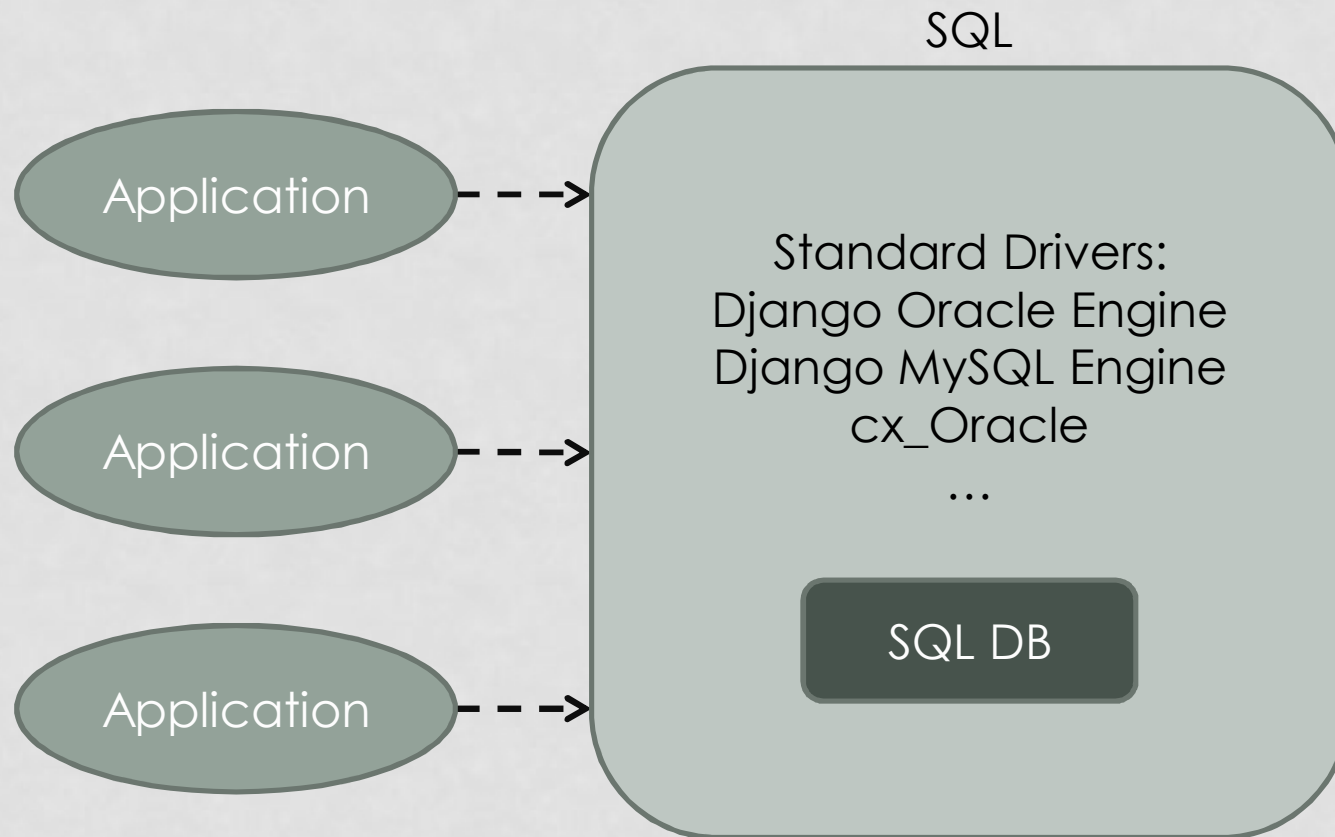 SQL
Application
Application
Application
Standard Drivers:
Django Oracle Engine
Django MySQL Engine
cx_Oracle
…
SQL DB